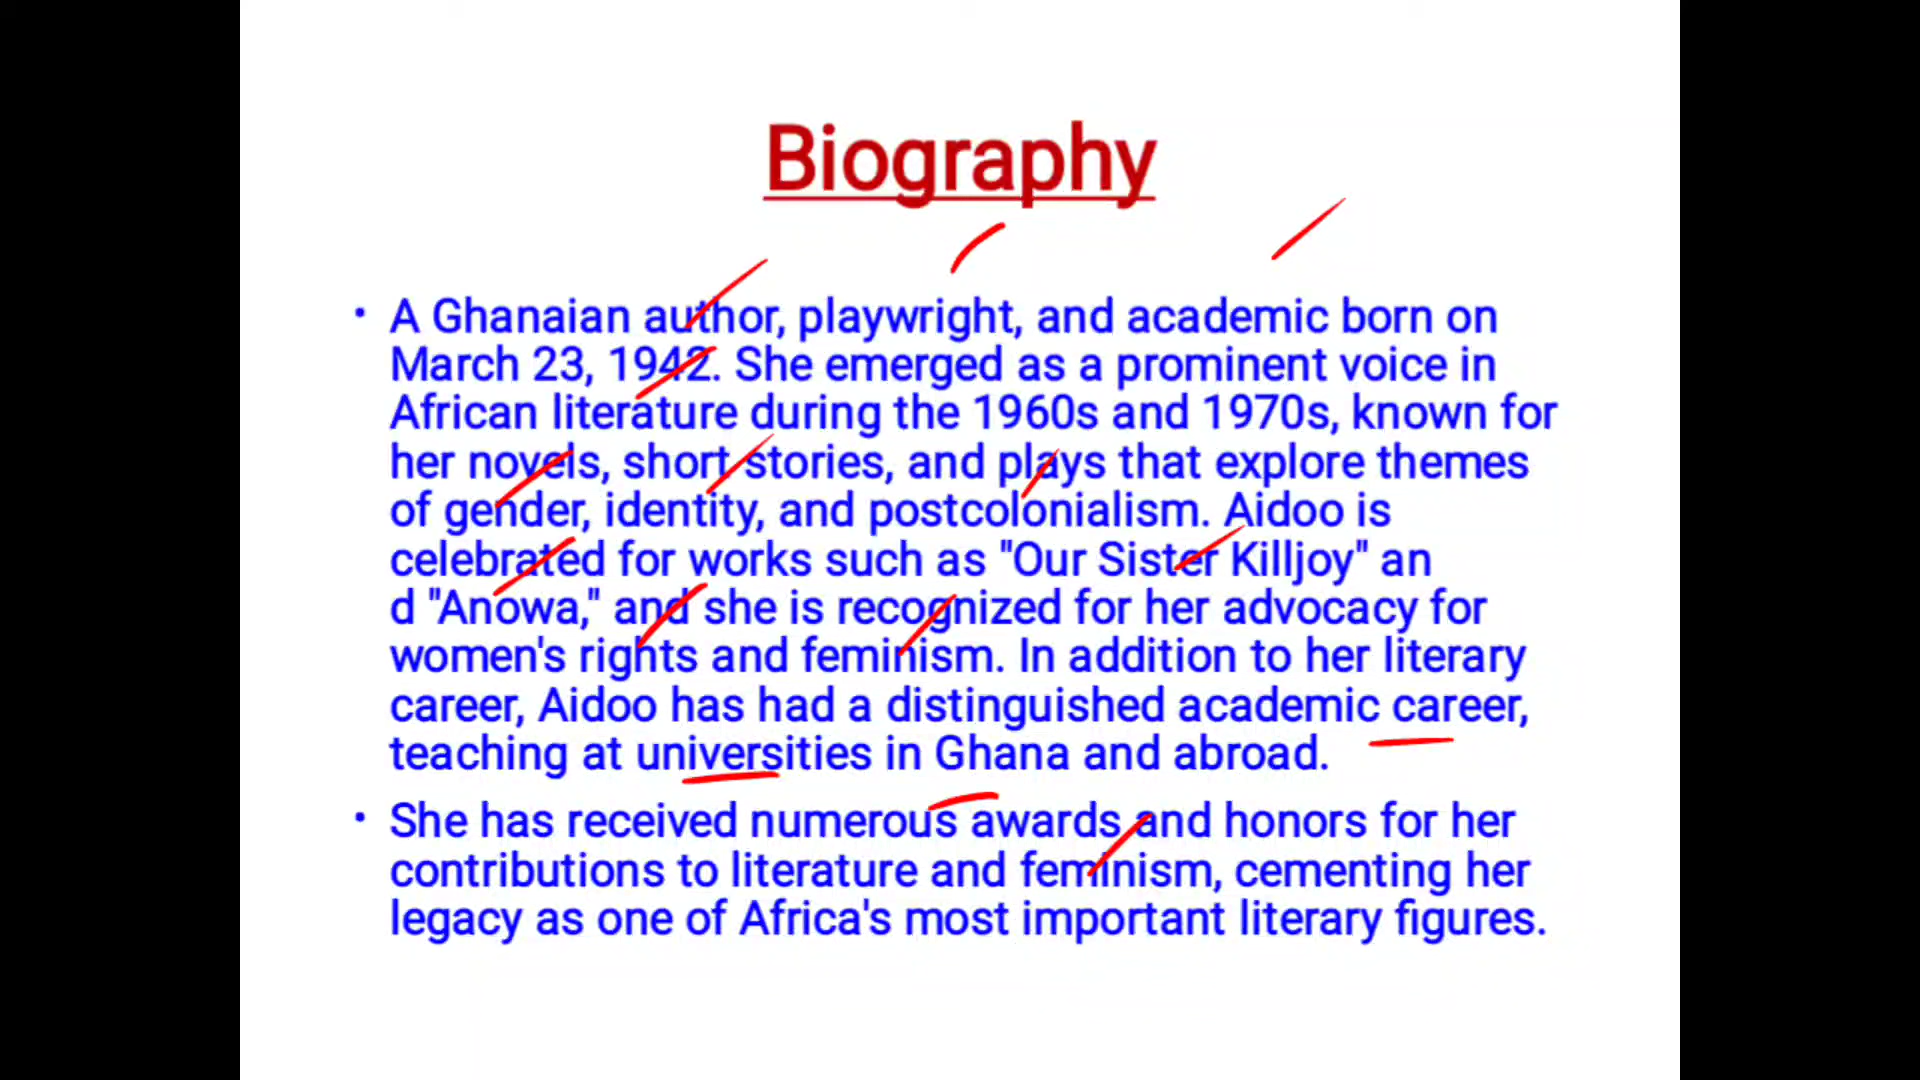 Biography
• A Ghanaian author, playwright, and academic born on
March 23, 1942. She emerged as a prominent voice in
African literature during the 1960s and 1970s, known for
her novels, short stories, and plays that explore themes
of gender, identity, and postcolonialism. Aidoo is
celebrated for works such as "Our Sister Killjoy" an
d "Anowa," and she is recognized for her advocacy for
women's rights and feminism. In addition to her literary
career, Aidoo has had a distinguished academic career,
teaching at universities in Ghana and abroad.
• She has received numerous awards and honors for her
contributions to literature and feminism, cementing her
legacy as one of Africa's most important literary figures.